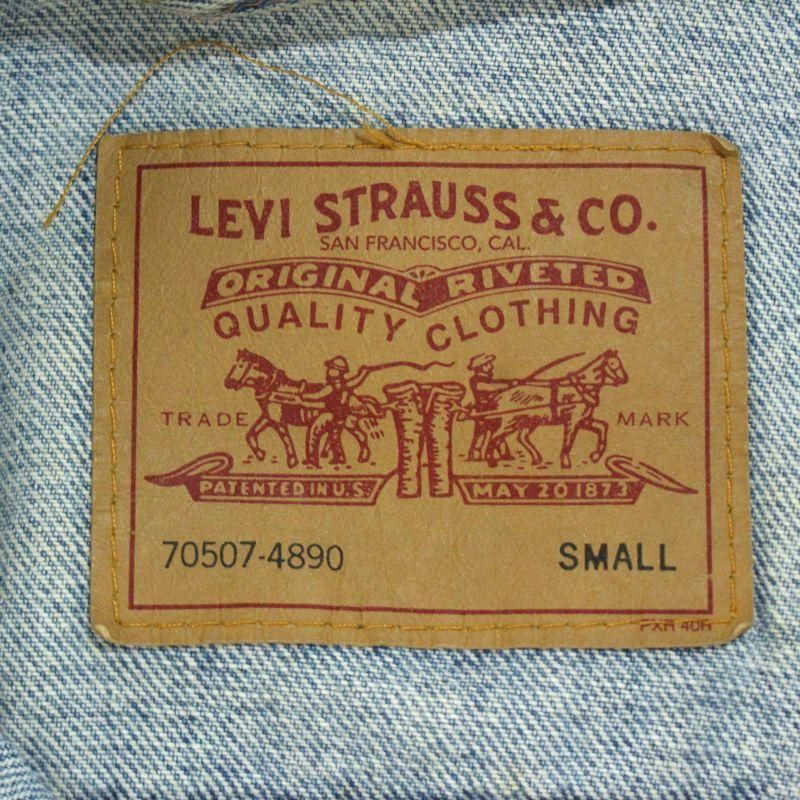 LEVI STRAUSS & CO.
SAN FRANCISCO, CAL.
ORIGINAL RIVETED
QUALITY CLOTHING
TRADE MARK
PATENTED IN U.S. MAY 20 1873
70507-4890 SMALL